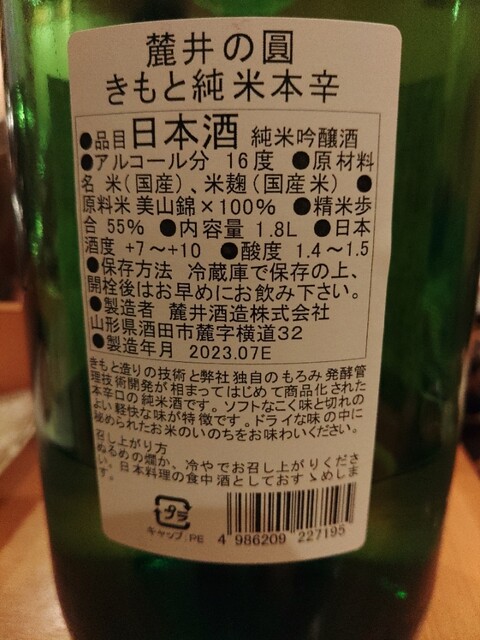 麓井の圓
きもと純米本辛
●品目日本酒 純米吟醸酒
●アルコール分 16度 ●原材料
名 米(国産)、米麹(国産米) ●
原料米 美山錦×100% ●精米歩
合 55% ●内容量 1.8L ●日本
酒度 +7~+10 ●酸度 1.4~1.5
●保存方法 冷蔵庫で保存の上、
開栓後はお早めにお飲み下さい。
●製造者 麓井酒造株式会社
山形県酒田市麓字横道32
●製造年月 2023.07E
きもと造りの技術と弊社独自のもろみ発酵管
理技術開発が相まってはじめて商品化された
本辛口の純米酒です。ソフトなこく味と切れの
よい軽快な味が特徴です。ドライな味の中に
秘められたお米のいのちをお味わいください。
召し上がり方
ぬるめの燗か、冷やでお召し上がりくださ
い。日本料理の食中酒としておすゝめしま
す。
プラ
キャップ:PE
4 986209 227195